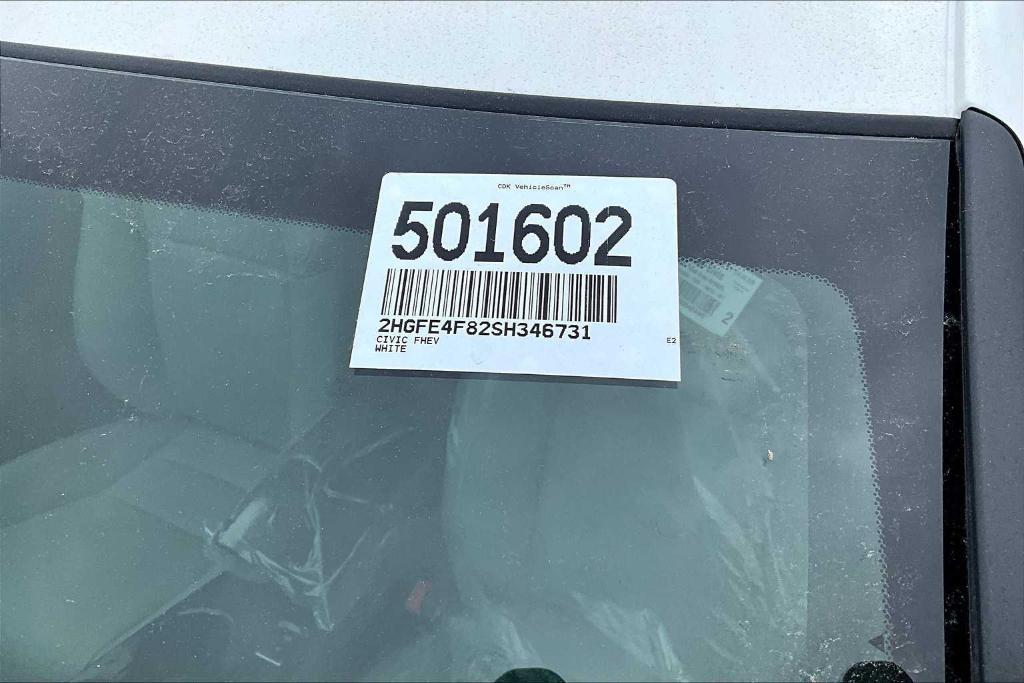 CDK VehicleScan™
501602
2HGFE4F82SH346731
CIVIC FHEV
E2
WHITE
2